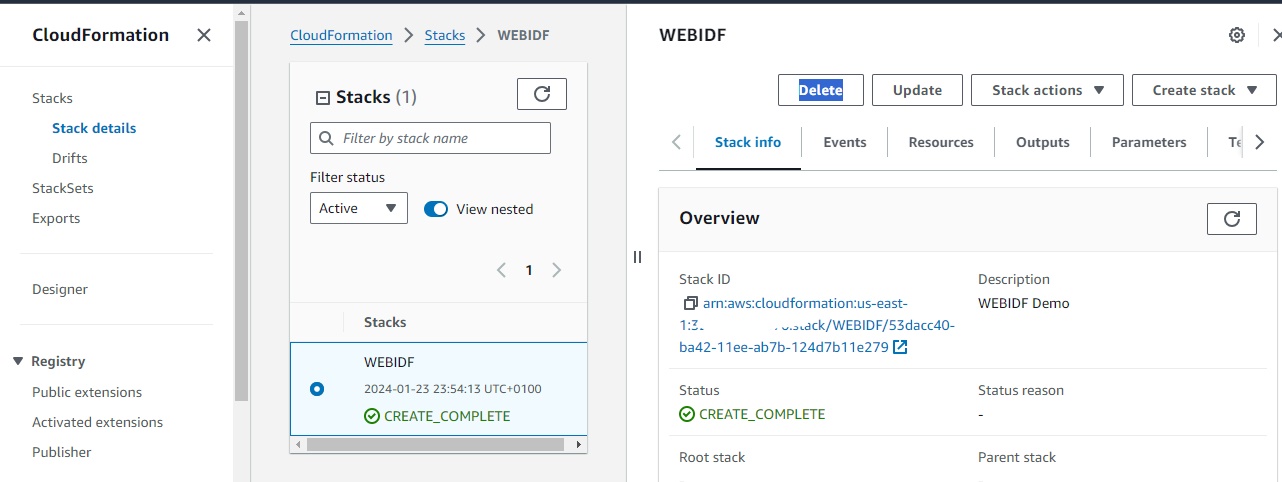 CloudFormation
Stacks
Stack details
Drifts
StackSets
Exports
Designer
Registry
Public extensions
Activated extensions
Publisher
CloudFormation
Stacks
WEBIDF
Stacks (1)
Filter by stack name
Filter status
Active
View nested
1
Stacks
WEBIDF
2024-01-23 23:54:13 UTC+0100
CREATE_COMPLETE
WEBIDF
Delete
Update
Stack actions
Create stack
Stack info
Events
Resources
Outputs
Parameters
Overview
Stack ID
arn:aws:cloudformation:us-east-
stack/WEBIDF/53dacc40-
ba42-11ee-ab7b-124d7b11e279
Description
WEBIDF Demo
Status
CREATE_COMPLETE
Status reason
-
Root stack
Parent stack